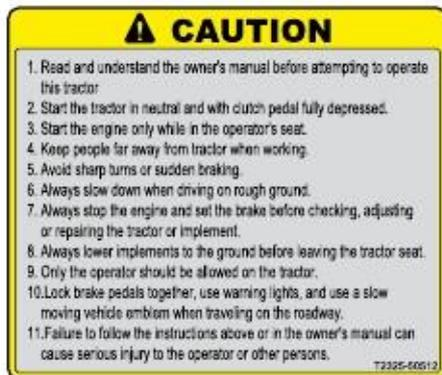 CAUTION
1. Read and understand the owner's manual before attempting to operate
this tractor
2. Start the tractor in neutral and with clutch pedal fully depressed.
3. Start the engine only while in the operator's seat.
4. Keep people far away from tractor when working.
5. Avoid sharp turns or sudden braking.
6. Always slow down when driving on rough ground.
7. Always stop the engine and set the brake before checking, adjusting
or repairing the tractor or implement.
8. Always lower implements to the ground before leaving the tractor seat.
9. Only the operator should be allowed on the tractor.
10.Lock brake pedals together, use warning lights, and use a slow
moving vehicle emblem when traveling on the roadway.
11.Failure to follow the instructions above or in the owner's manual can
cause serious injury to the operator or other persons.
T2325-50512